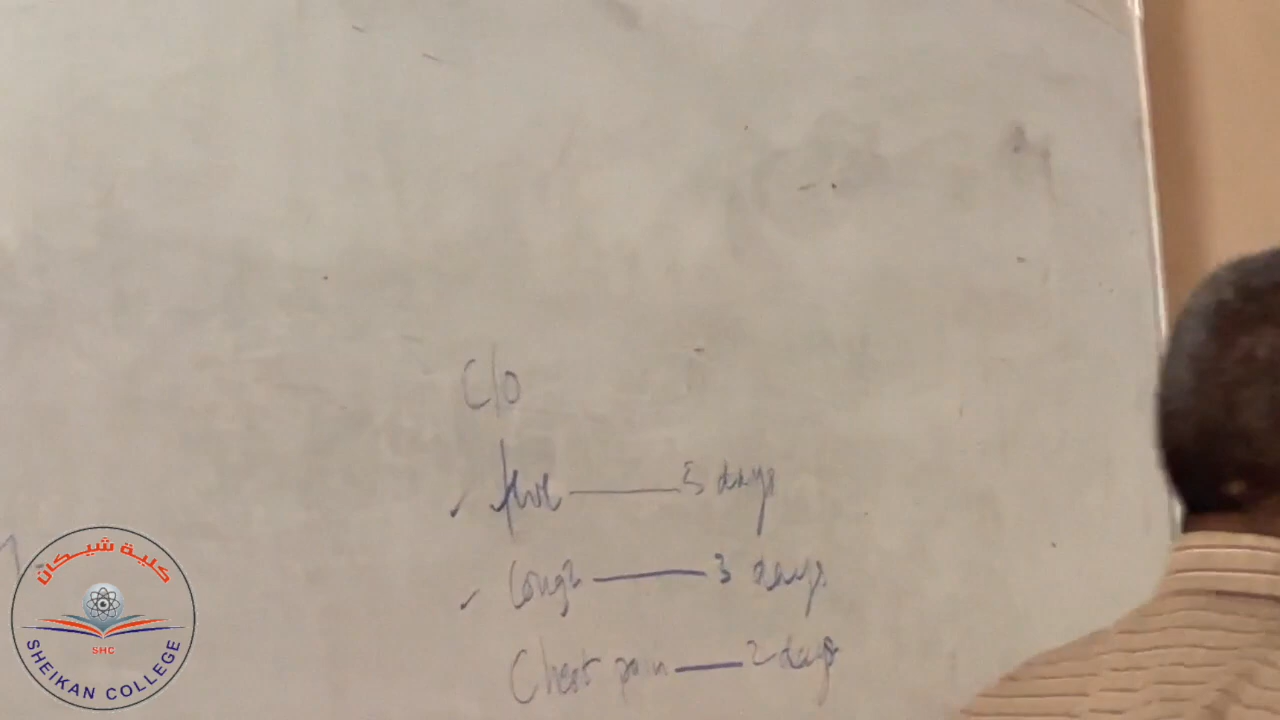 C/O
✓ fever — 5 days
✓ Cough — 3 days
Chest pain — 2 days
كلية شيكان
SHC
SHEIKAN COLLEGE